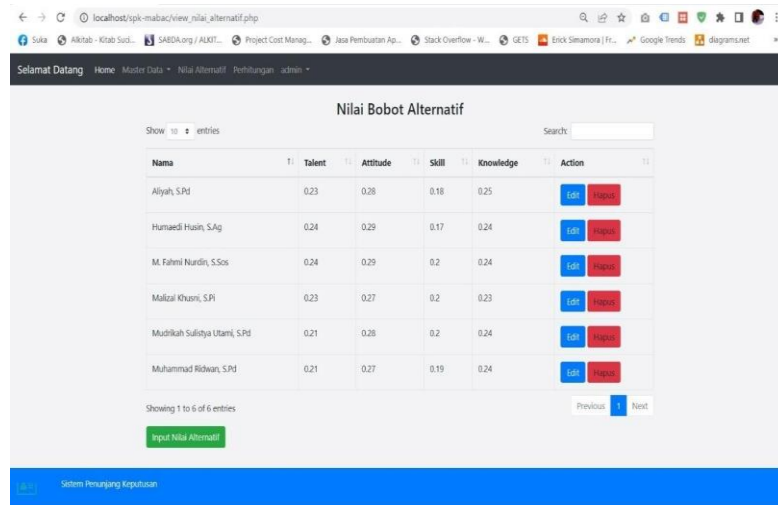 localhost/spk-mabac/view_nilai_alternatif.php
Suka Alkitab - Kitab Suci... SABDA.org / ALKIT... Project Cost Manag... Jasa Pembuatan Ap... Stack Overflow - W... GETS Erick Simamora | Fr... Google Trends diagrams.net »
Selamat Datang Home Master Data Nilai Alternatif Perhitungan admin
Nilai Bobot Alternatif
Show 10 entries Search:
Nama Talent Attitude Skill Knowledge Action
Aliyah, S.Pd 0.23 0.28 0.18 0.25 Edit Hapus
Humaedi Husin, S.Ag 0.24 0.29 0.17 0.24 Edit Hapus
M. Fahmi Nurdin, S.Sos 0.24 0.29 0.2 0.24 Edit Hapus
Malizal Khusni, S.Pi 0.23 0.27 0.2 0.23 Edit Hapus
Mudrikah Sulistya Utami, S.Pd 0.21 0.28 0.2 0.24 Edit Hapus
Muhammad Ridwan, S.Pd 0.21 0.27 0.19 0.24 Edit Hapus
Showing 1 to 6 of 6 entries Previous 1 Next
Input Nilai Alternatif
Sistem Penunjang Keputusan